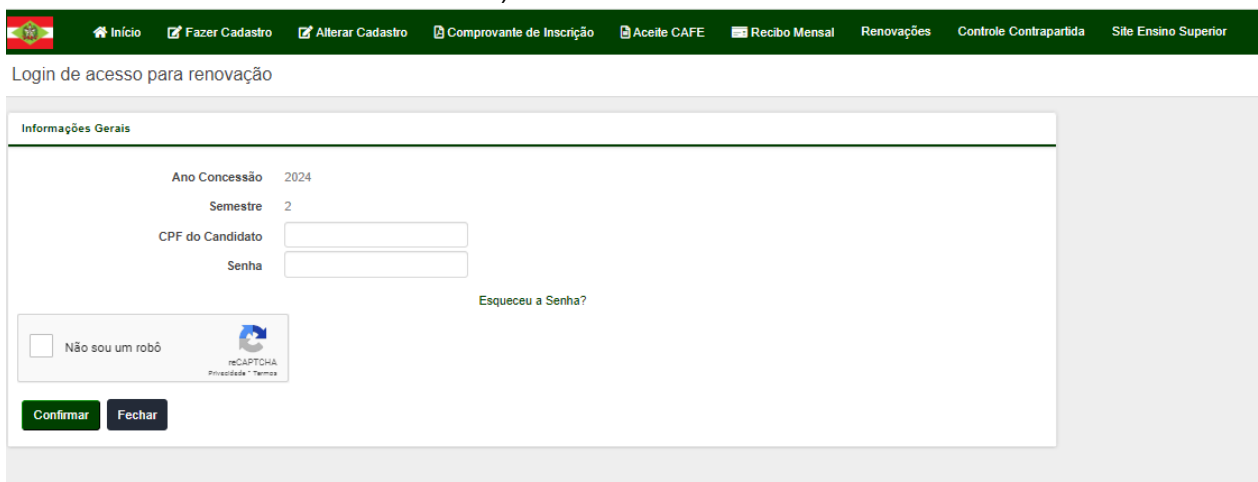 Início Fazer Cadastro Alterar Cadastro Comprovante de Inscrição Aceite CAFE Recibo Mensal Renovações Controle Contrapartida Site Ensino Superior
Login de acesso para renovação
Informações Gerais
Ano Concessão 2024
Semestre 2
CPF do Candidato
Senha
Esqueceu a Senha?
Não sou um robô
reCAPTCHA
Privacidade - Termos
Confirmar Fechar